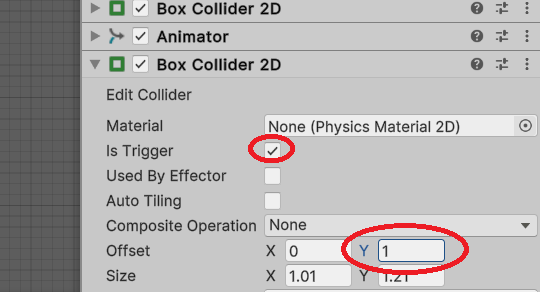 Box Collider 2D
Animator
Box Collider 2D
Edit Collider
Material None (Physics Material 2D)
Is Trigger
Used By Effector
Auto Tiling
Composite Operation None
Offset X 0 Y 1
Size X 1.01 Y 1.21